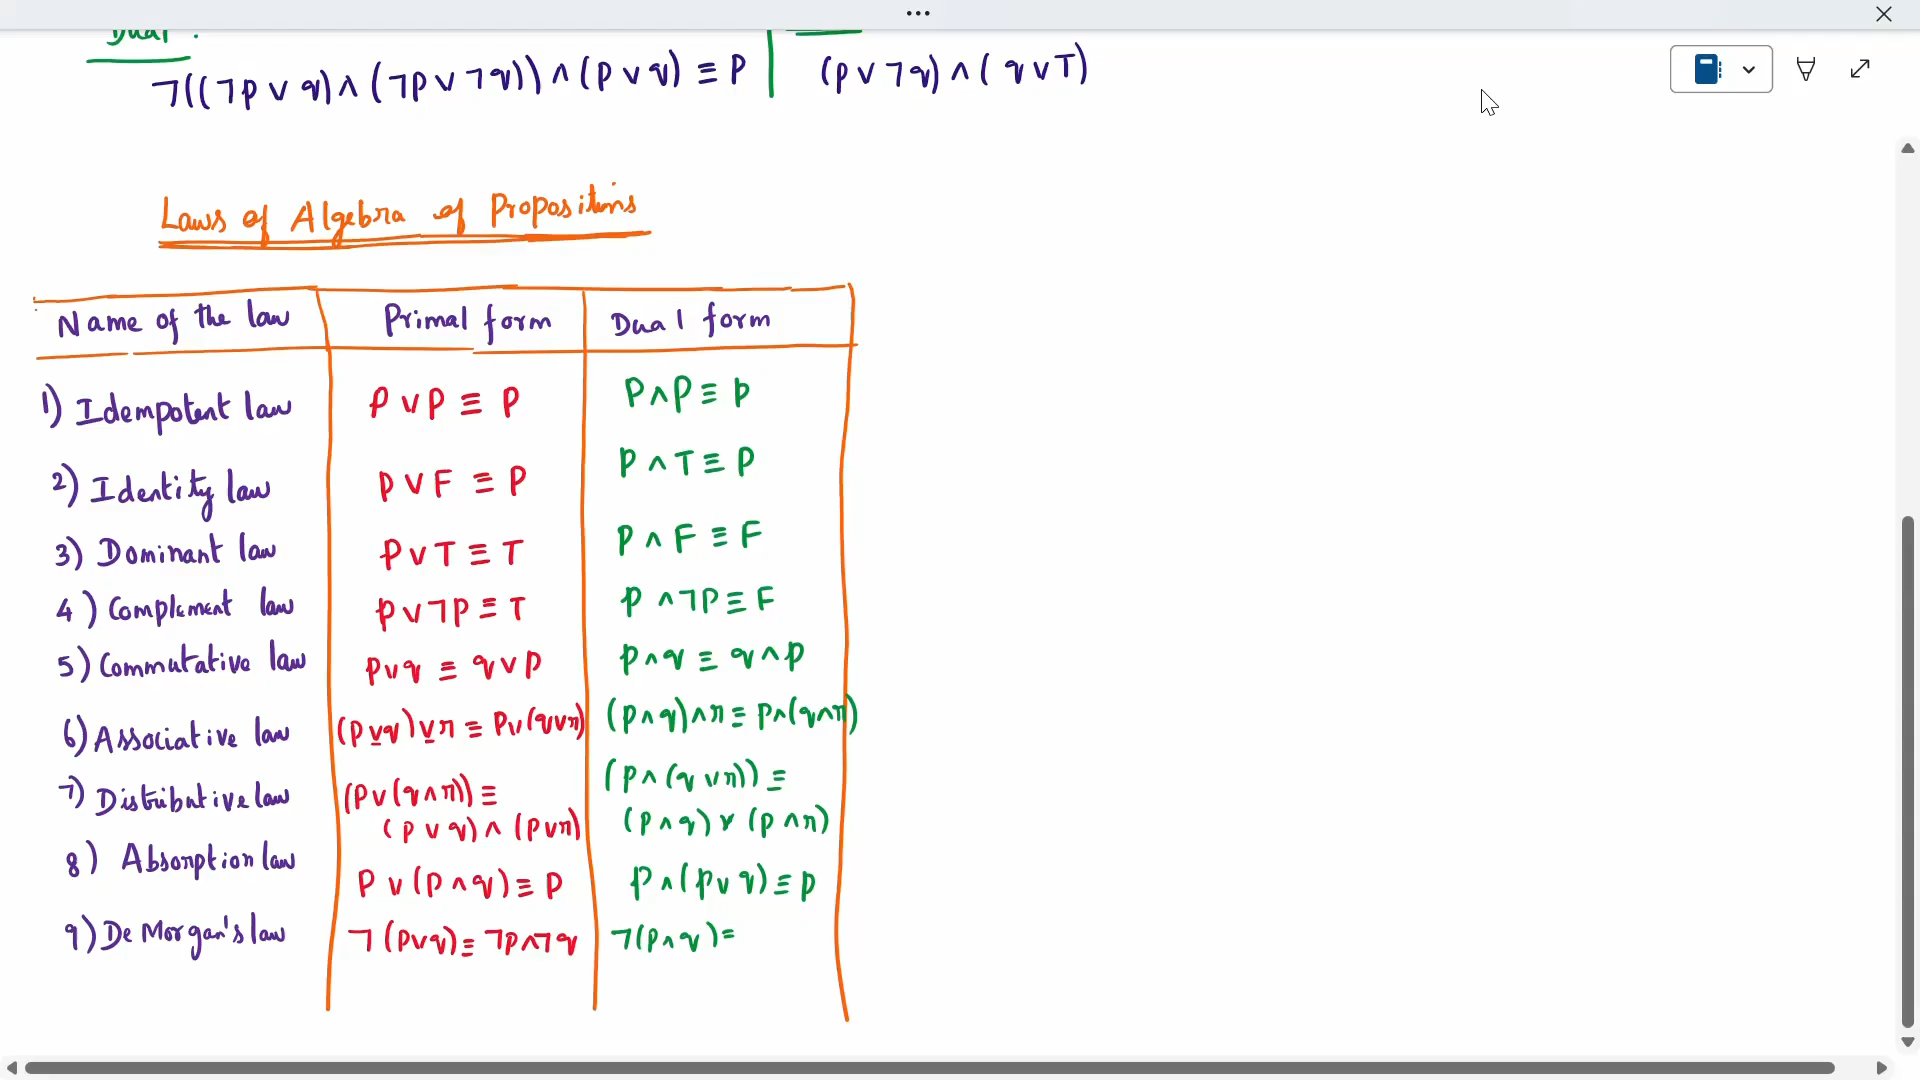 Dual :
¬((¬p ∨ q) ∧ (¬p ∨ ¬q)) ∧ (p ∨ q) ≡ p
(p ∨ ¬q) ∧ ( q ∨ T)
Laws of Algebra of Propositions
Name of the law Primal form Dual form
1) Idempotent law P ∨ P ≡ P P ∧ P ≡ p
2) Identity law P ∨ F ≡ P P ∧ T ≡ P
3) Dominant law P ∨ T ≡ T P ∧ F ≡ F
4) Complement law p ∨ ¬p ≡ T p ∧ ¬p ≡ F
5) Commutative law p ∨ q ≡ q ∨ p p ∧ q ≡ q ∧ p
6) Associative law (p ∨ q) ∨ r ≡ p ∨ (q ∨ r) (p ∧ q) ∧ r ≡ p ∧ (q ∧ r)
7) Distributive law (p ∨ (q ∧ r)) ≡ (p ∧ (q ∨ r)) ≡
(p ∨ q) ∧ (p ∨ r) (p ∧ q) ∨ (p ∧ r)
8) Absorption law P ∨ (p ∧ q) ≡ p p ∧ (p ∨ q) ≡ p
9) De Morgan's law ¬ (p ∨ q) ≡ ¬p ∧ ¬q ¬(p ∧ q) =